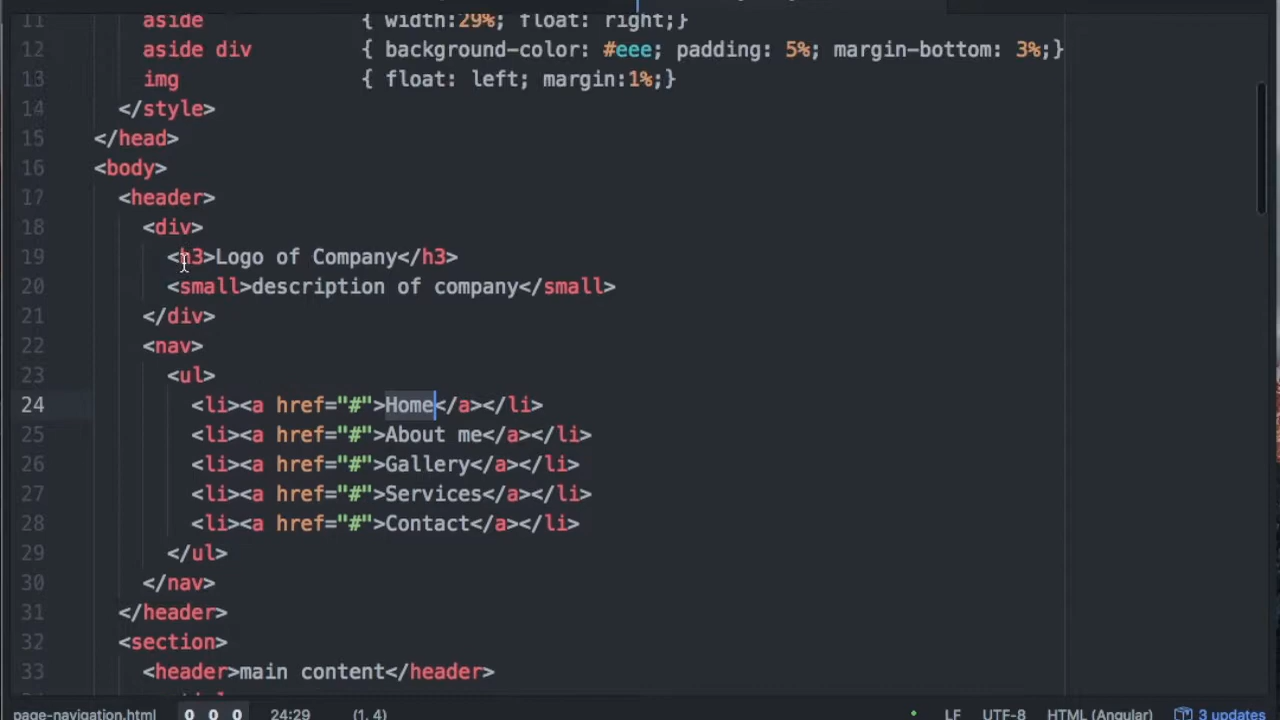 11 aside { width:29%; float: right;}
12 aside div { background-color: #eee; padding: 5%; margin-bottom: 3%;}
13 img { float: left; margin:1%;}
14 </style>
15 </head>
16 <body>
17 <header>
18 <div>
19 <h3>Logo of Company</h3>
20 <small>description of company</small>
21 </div>
22 <nav>
23 <ul>
24 <li><a href="#">Home</a></li>
25 <li><a href="#">About me</a></li>
26 <li><a href="#">Gallery</a></li>
27 <li><a href="#">Services</a></li>
28 <li><a href="#">Contact</a></li>
29 </ul>
30 </nav>
31 </header>
32 <section>
33 <header>main content</header>
page-navigation.html 0 0 0 24:29 (1, 4) LF UTF-8 HTML (Angular) 3 updates